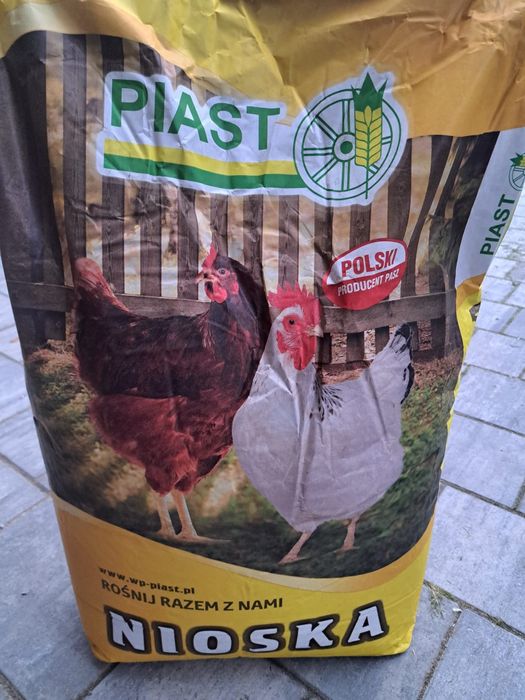 PIAST
POLSKI
PRODUCENT PASZ
PIAST
www.wp-piast.pl
ROŚNIJ RAZEM Z NAMI
NIOSKA